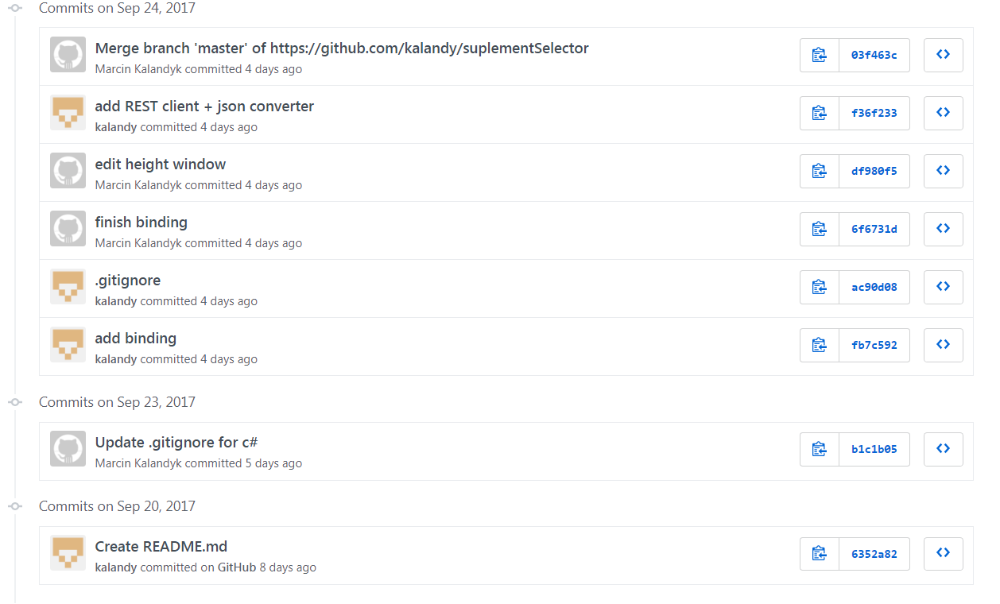 Commits on Sep 24, 2017
Merge branch 'master' of https://github.com/kalandy/suplementSelector
Marcin Kalandyk committed 4 days ago
03f463c
add REST client + json converter
kalandy committed 4 days ago
f36f233
edit height window
Marcin Kalandyk committed 4 days ago
df980f5
finish binding
Marcin Kalandyk committed 4 days ago
6f6731d
.gitignore
kalandy committed 4 days ago
ac90d08
add binding
kalandy committed 4 days ago
fb7c592
Commits on Sep 23, 2017
Update .gitignore for c#
Marcin Kalandyk committed 5 days ago
b1c1b05
Commits on Sep 20, 2017
Create README.md
kalandy committed on GitHub 8 days ago
6352a82